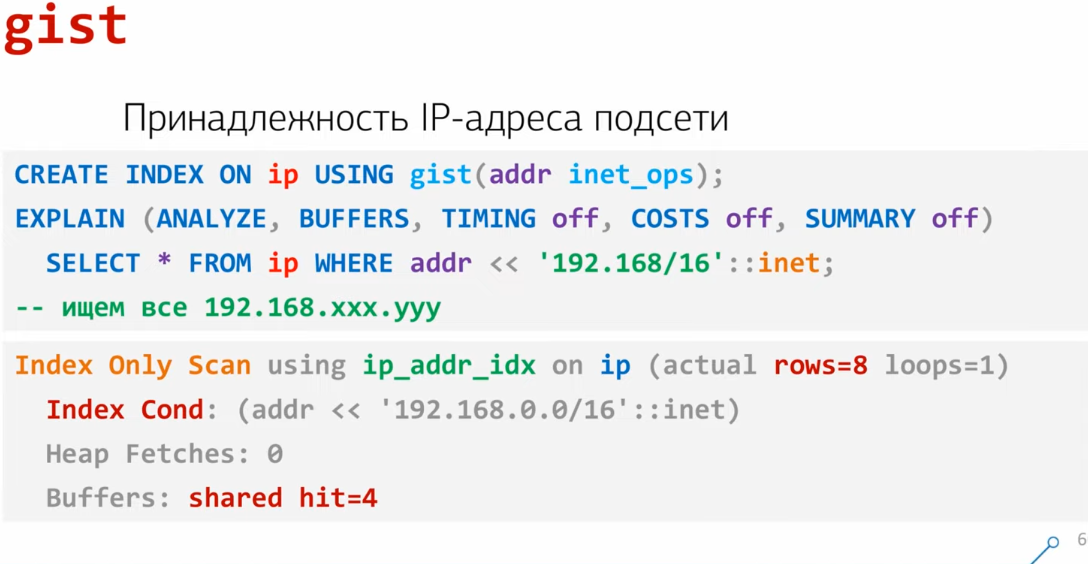 gist
Принадлежность IP-адреса подсети
CREATE INDEX ON ip USING gist(addr inet_ops);
EXPLAIN (ANALYZE, BUFFERS, TIMING off, COSTS off, SUMMARY off)
SELECT * FROM ip WHERE addr << '192.168/16'::inet;
-- ищем все 192.168.xxx.yyy
Index Only Scan using ip_addr_idx on ip (actual rows=8 loops=1)
Index Cond: (addr << '192.168.0.0/16'::inet)
Heap Fetches: 0
Buffers: shared hit=4
6